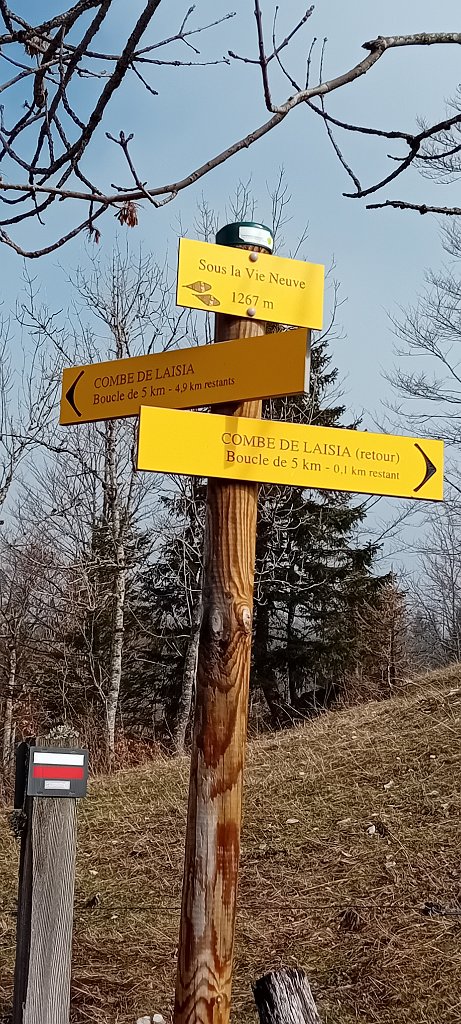 Sous la Vie Neuve
1267 m
COMBE DE LAISIA
Boucle de 5 km - 4,9 km restants
COMBE DE LAISIA (retour)
Boucle de 5 km - 0,1 km restant